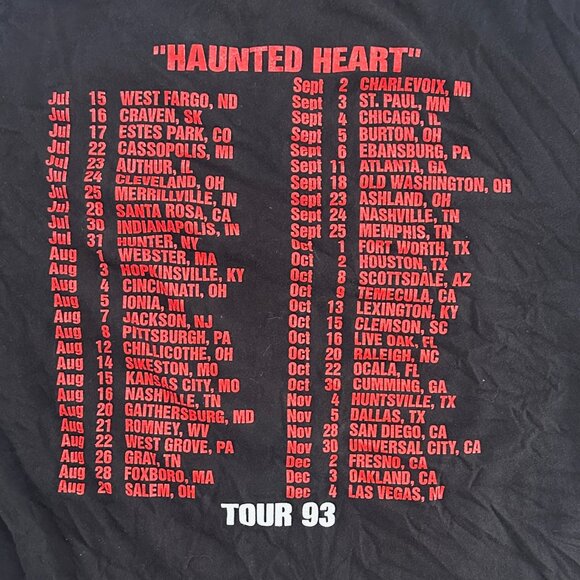 "HAUNTED HEART"
Jul 15 WEST FARGO, ND
Jul 16 CRAVEN, SK
Jul 17 ESTES PARK, CO
Jul 22 CASSOPOLIS, MI
Jul 23 AUTHUR, IL
Jul 24 CLEVELAND, OH
Jul 25 MERRILLVILLE, IN
Jul 28 SANTA ROSA, CA
Jul 30 INDIANAPOLIS, IN
Jul 31 HUNTER, NY
Aug 1 WEBSTER, MA
Aug 3 HOPKINSVILLE, KY
Aug 4 CINCINNATI, OH
Aug 5 IONIA, MI
Aug 7 JACKSON, NJ
Aug 8 PITTSBURGH, PA
Aug 12 CHILLICOTHE, OH
Aug 14 SIKESTON, MO
Aug 15 KANSAS CITY, MO
Aug 16 NASHVILLE, TN
Aug 20 GAITHERSBURG, MD
Aug 21 ROMNEY, WV
Aug 22 WEST GROVE, PA
Aug 26 GRAY, TN
Aug 28 FOXBORO, MA
Aug 29 SALEM, OH
Sept 2 CHARLEVOIX, MI
Sept 3 ST. PAUL, MN
Sept 4 CHICAGO, IL
Sept 5 BURTON, OH
Sept 6 EBANSBURG, PA
Sept 11 ATLANTA, GA
Sept 18 OLD WASHINGTON, OH
Sept 23 ASHLAND, OH
Sept 24 NASHVILLE, TN
Sept 25 MEMPHIS, TN
Oct 1 FORT WORTH, TX
Oct 2 HOUSTON, TX
Oct 8 SCOTTSDALE, AZ
Oct 9 TEMECULA, CA
Oct 13 LEXINGTON, KY
Oct 15 CLEMSON, SC
Oct 16 LIVE OAK, FL
Oct 20 RALEIGH, NC
Oct 22 OCALA, FL
Oct 30 CUMMING, GA
Nov 4 HUNTSVILLE, TX
Nov 5 DALLAS, TX
Nov 28 SAN DIEGO, CA
Nov 30 UNIVERSAL CITY, CA
Dec 2 FRESNO, CA
Dec 3 OAKLAND, CA
Dec 4 LAS VEGAS, NV
TOUR 93